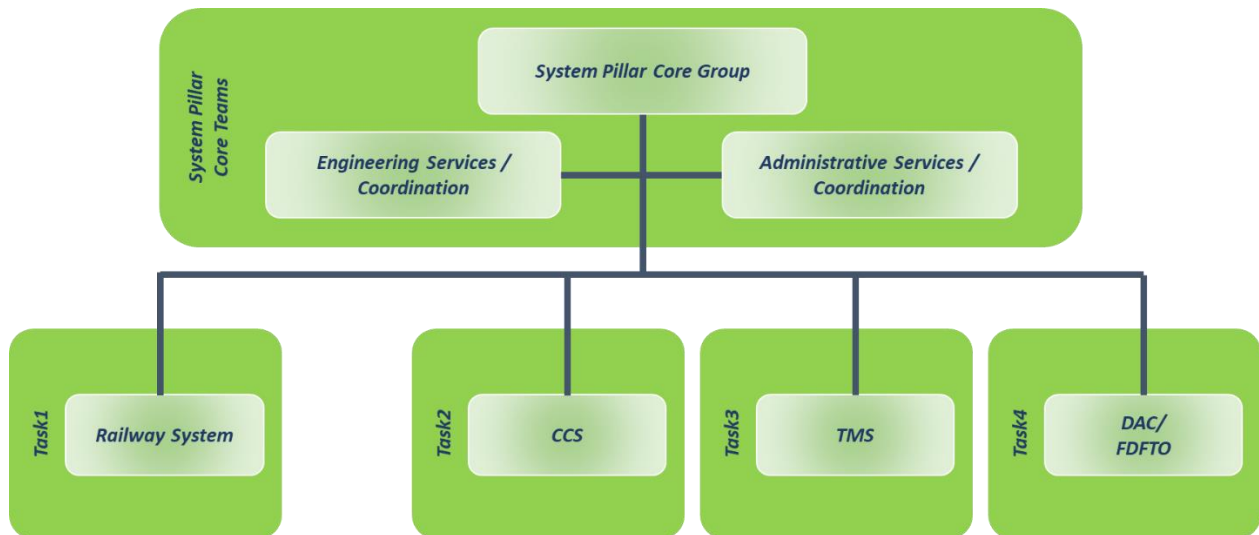 System Pillar
Core Teams
System Pillar Core Group
Engineering Services /
Coordination
Administrative Services /
Coordination
Task1
Railway System
Task2
CCS
Task3
TMS
Task4
DAC/
FDFTO